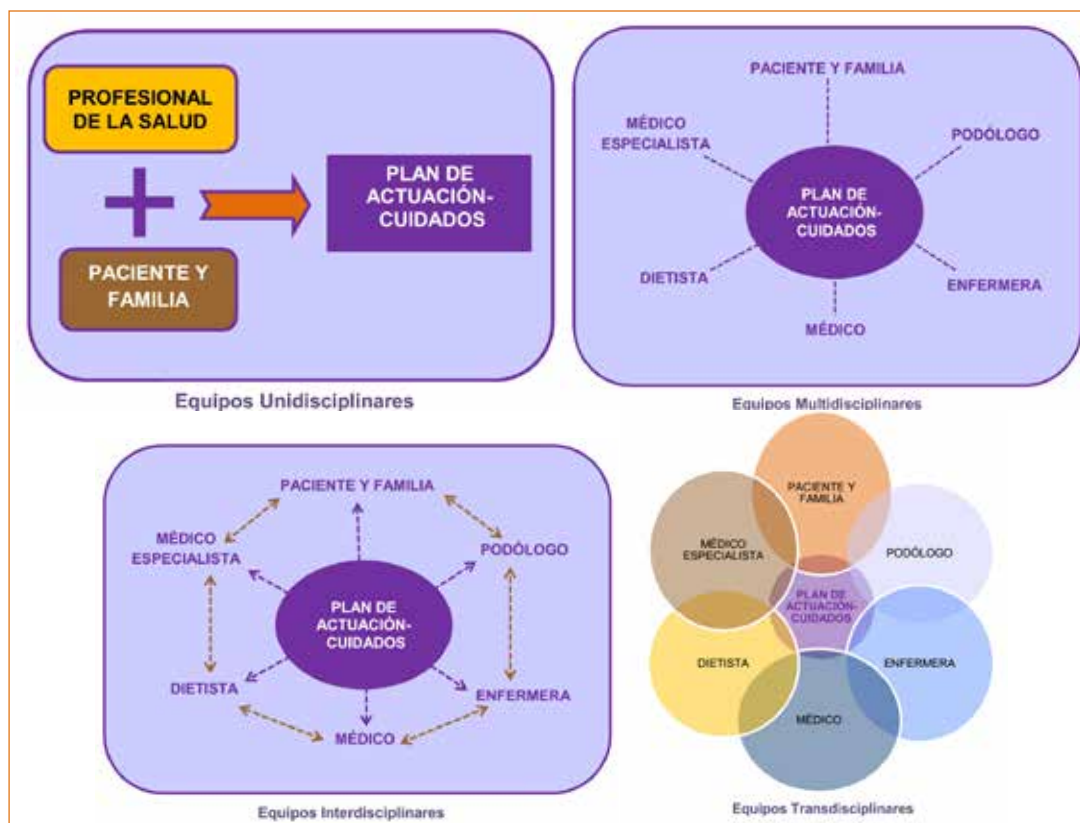 PROFESIONAL
DE LA SALUD
PACIENTE Y
FAMILIA
PLAN DE
ACTUACIÓN-
CUIDADOS
Equipos Unidisciplinares
PACIENTE Y FAMILIA
MÉDICO
ESPECIALISTA
PODÓLOGO
PLAN DE
ACTUACIÓN-
CUIDADOS
DIETISTA
ENFERMERA
MÉDICO
Equipos Multidisciplinares
PACIENTE Y FAMILIA
MÉDICO
ESPECIALISTA
PODÓLOGO
PLAN DE
ACTUACIÓN-
CUIDADOS
DIETISTA
ENFERMERA
MÉDICO
Equipos Interdisciplinares
PACIENTE Y
FAMILIA
MÉDICO
ESPECIALISTA
PODÓLOGO
PLAN DE
ACTUACIÓN-
CUIDADOS
DIETISTA
ENFERMERA
MÉDICO
Equipos Transdisciplinares